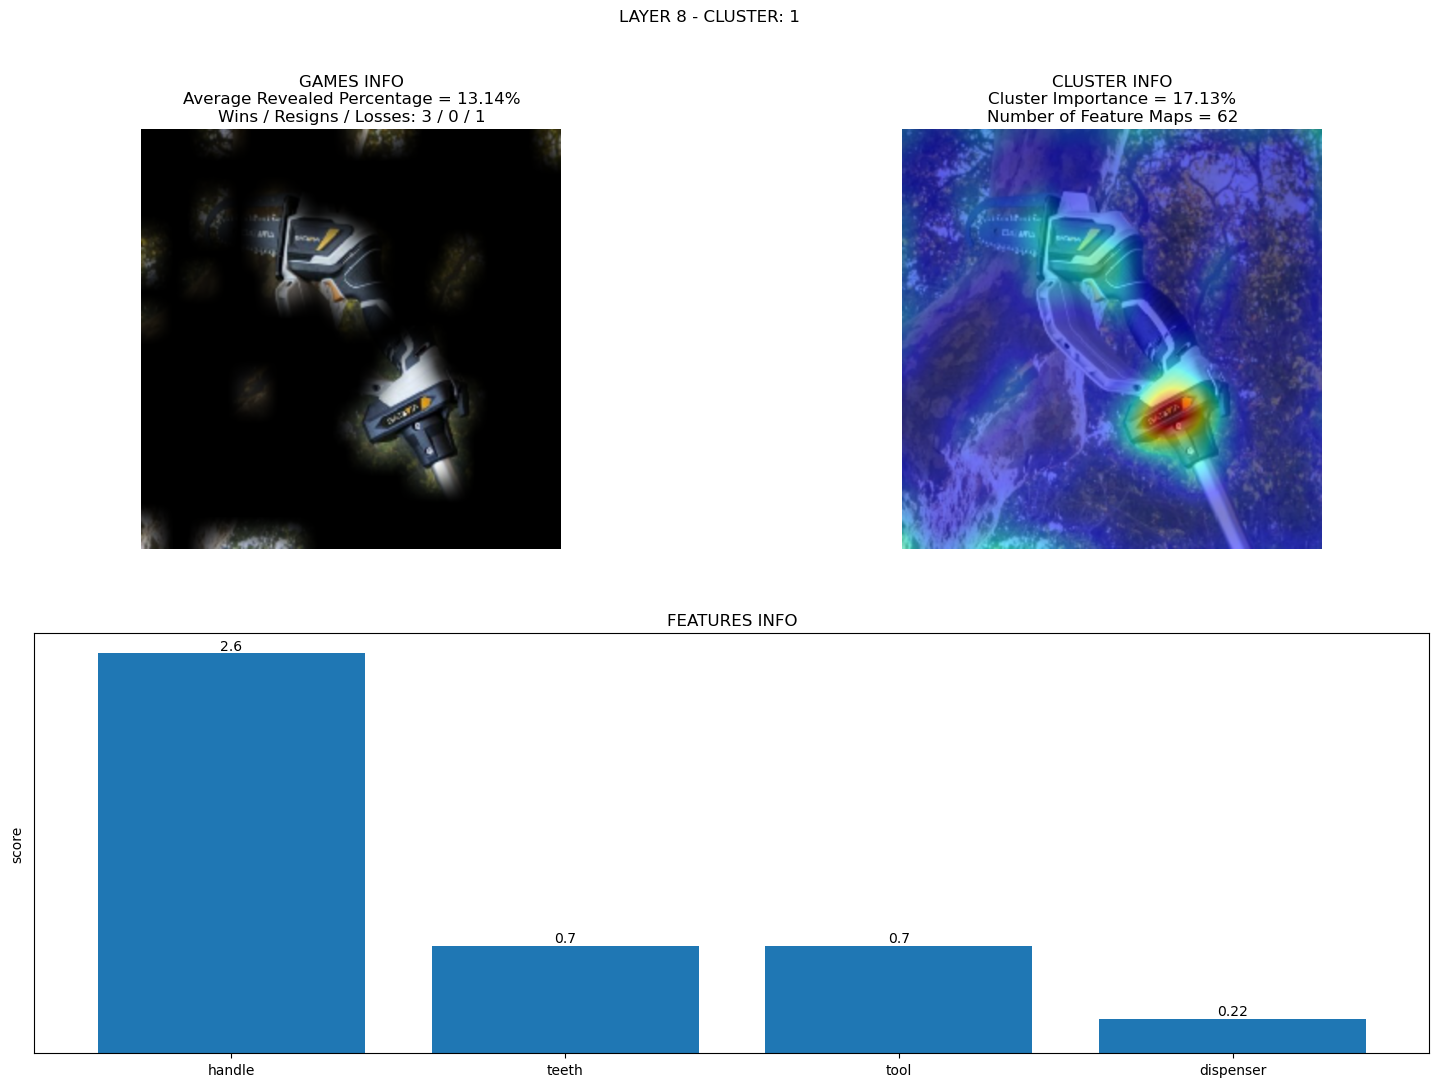 LAYER 8 - CLUSTER: 1
GAMES INFO
Average Revealed Percentage = 13.14%
Wins / Resigns / Losses: 3 / 0 / 1
CLUSTER INFO
Cluster Importance = 17.13%
Number of Feature Maps = 62
FEATURES INFO
score
2.6
0.7
0.7
0.22
handle
teeth
tool
dispenser